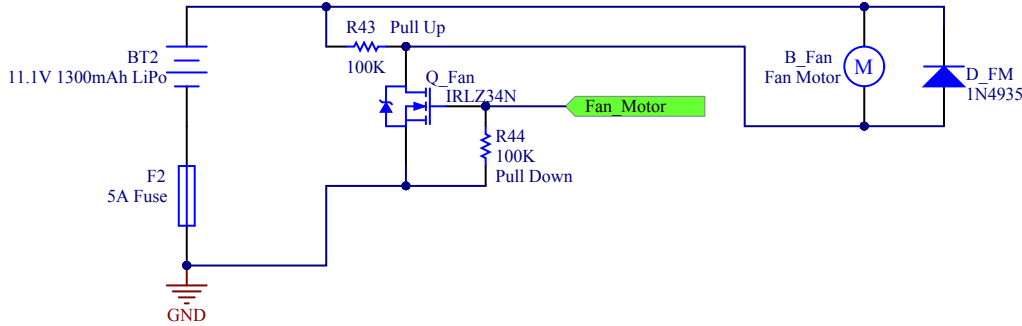 R43 Pull Up
100K
BT2
11.1V 1300mAh LiPo
Q_Fan
IRLZ34N
B_Fan
Fan Motor
M
D_FM
1N4935
Fan_Motor
R44
100K
Pull Down
F2
5A Fuse
GND